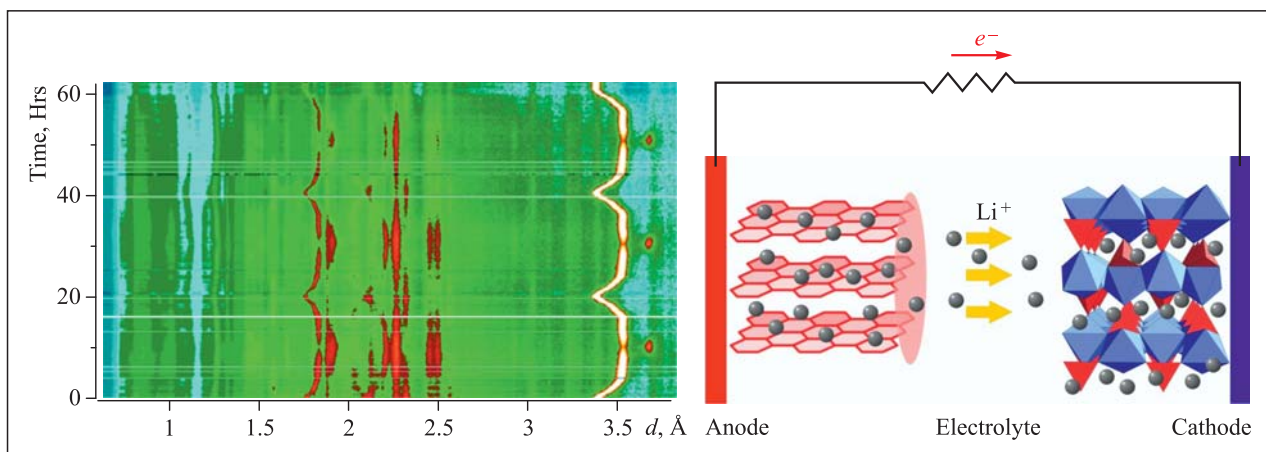 e−
60
40
20
0
Time, Hrs
Li+
1 1.5 2 2.5 3 3.5 d, Å
Anode Electrolyte Cathode